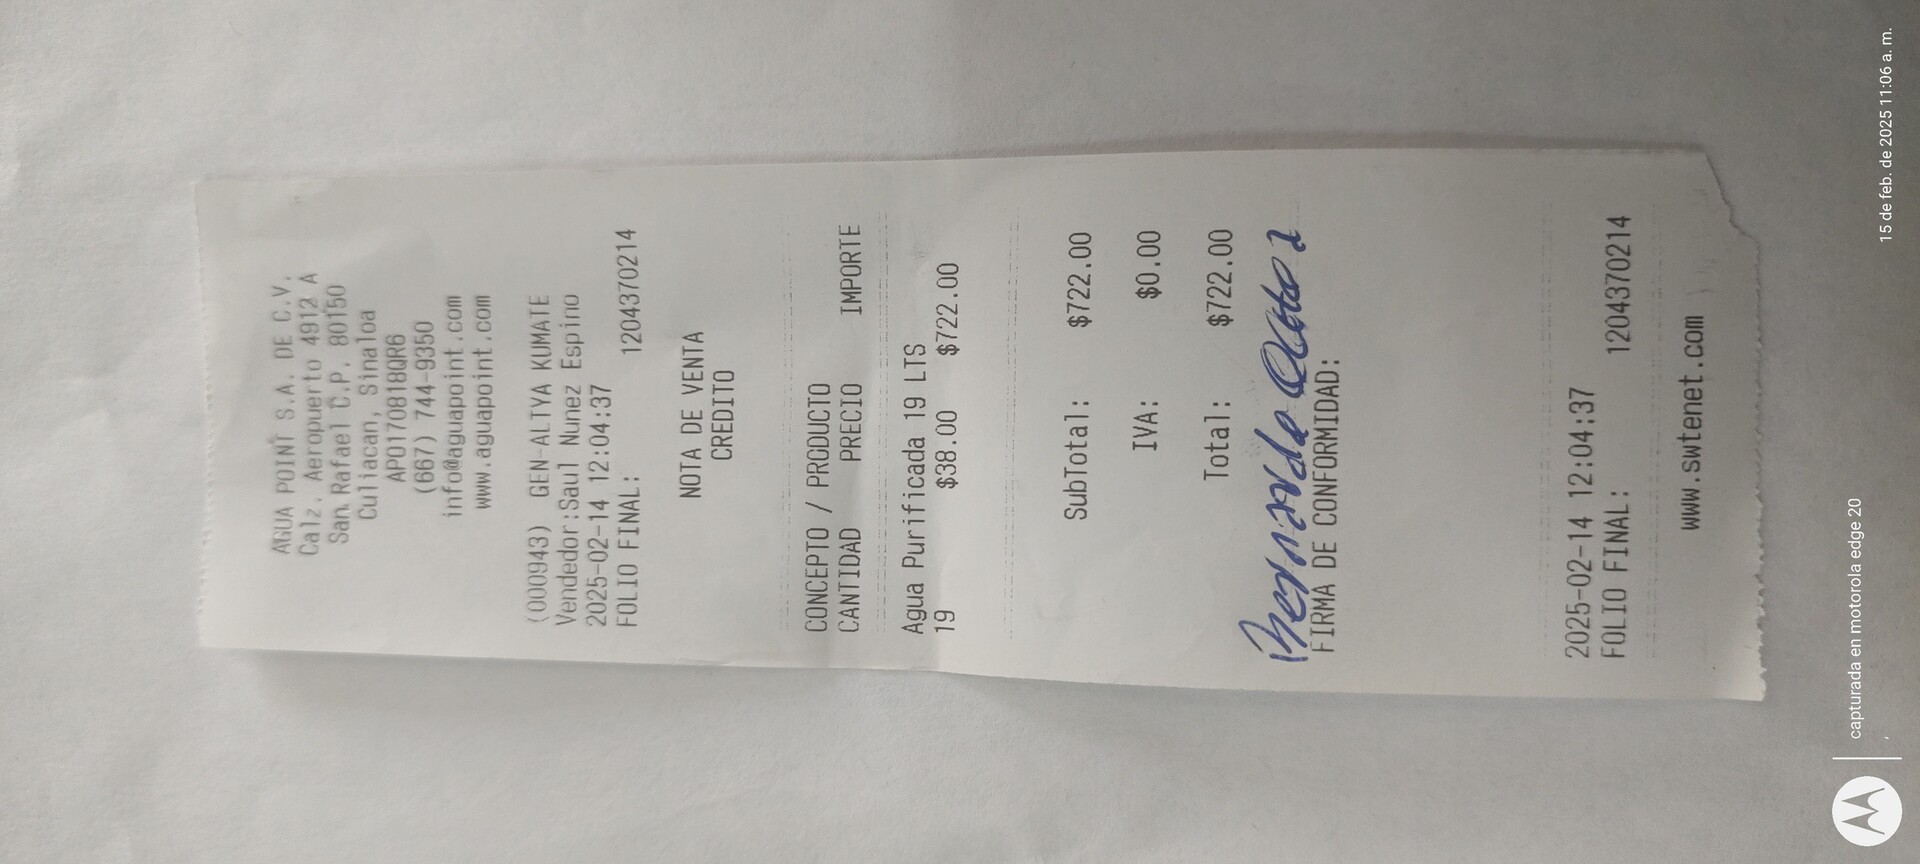 AGUA POINT S.A. DE C.V.
Calz. Aeropuerto 4912 A
San Rafael C.P. 80150
Culiacan, Sinaloa
APO170818QR6
(667) 744-9350
info@aguapoint.com
www.aguapoint.com
(000943) GEN-ALTYA KUMATE
Vendedor:Saul Nunez Espino
2025-02-14 12:04:37
FOLIO FINAL: 1204370214
NOTA DE VENTA
CREDITO
CONCEPTO / PRODUCTO
CANTIDAD PRECIO IMPORTE
Agua Purificada 19 LTS
19 $38.00 $722.00
SubTotal: $722.00
IVA: $0.00
Total: $722.00
FIRMA DE CONFORMIDAD:
2025-02-14 12:04:37
FOLIO FINAL: 1204370214
www.swtenet.com
capturada en motorola edge 20
15 de feb. de 2025 11:06 a. m.